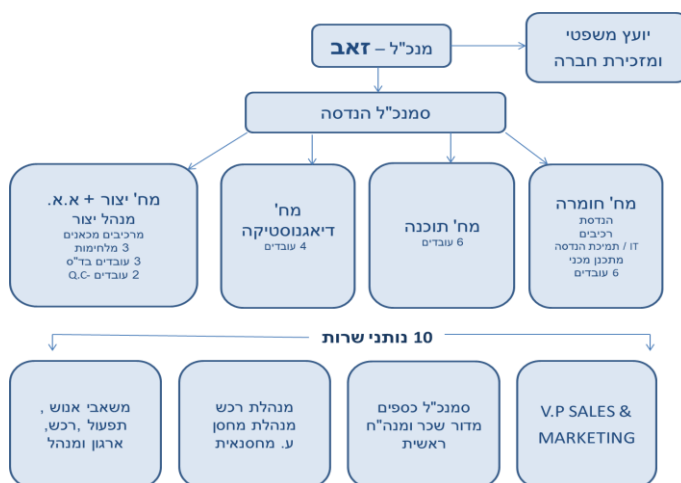 מנכ"ל – זאב
יועץ משפטי
ומזכירת חברה
סמנכ"ל הנדסה
מח' חומרה
הנדסת
רכיבים
תמיכת הנדסה / IT
מתכנן מכני
6 עובדים
מח' תוכנה
6 עובדים
מח'
דיאגנוסטיקה
4 עובדים
מח' יצור + א.א.
מנהל יצור
מרכיבים מכאנים
3 מלחימות
3 עובדים בד"ס
2 עובדים -Q.C
10 נותני שרות
V.P SALES &
MARKETING
סמנכ"ל כספים
מדור שכר ומנה"ח
ראשית
מנהלת רכש
מנהלת מחסן
ע. מחסנאית
משאבי אנוש ,
תפעול ,רכש,
ארגון ומנהל